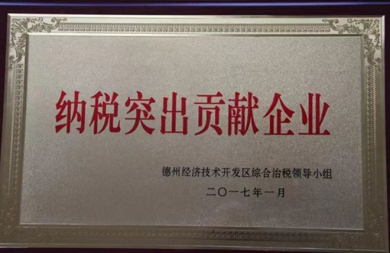 纳税突出贡献企业
德州经济技术开发区综合治税领导小组
二〇一七年一月